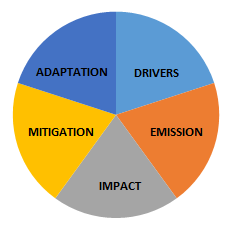 ADAPTATION
DRIVERS
MITIGATION
EMISSION
IMPACT